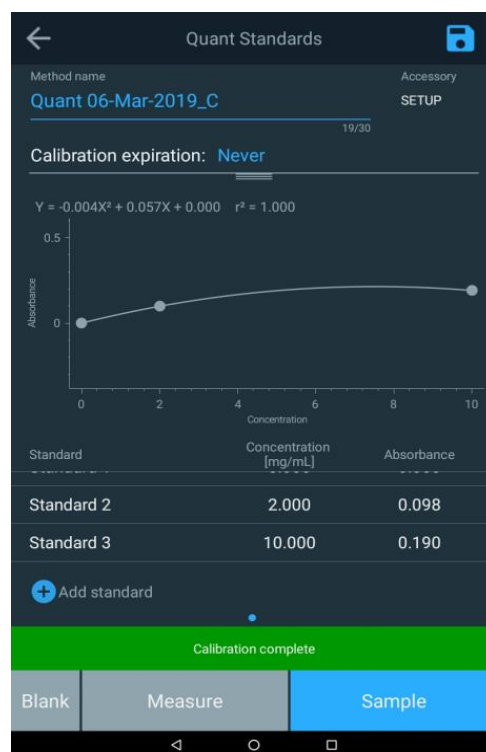 Quant Standards
Method name
Accessory
Quant 06-Mar-2019_C
SETUP
19/30
Calibration expiration: Never
Y = -0.004X² + 0.057X + 0.000 r² = 1.000
0.5
Absorbance
0
0 2 4 6 8 10
Concentration
Standard Concentration [mg/mL] Absorbance
Standard 2 2.000 0.098
Standard 3 10.000 0.190
Add standard
Calibration complete
Blank Measure Sample